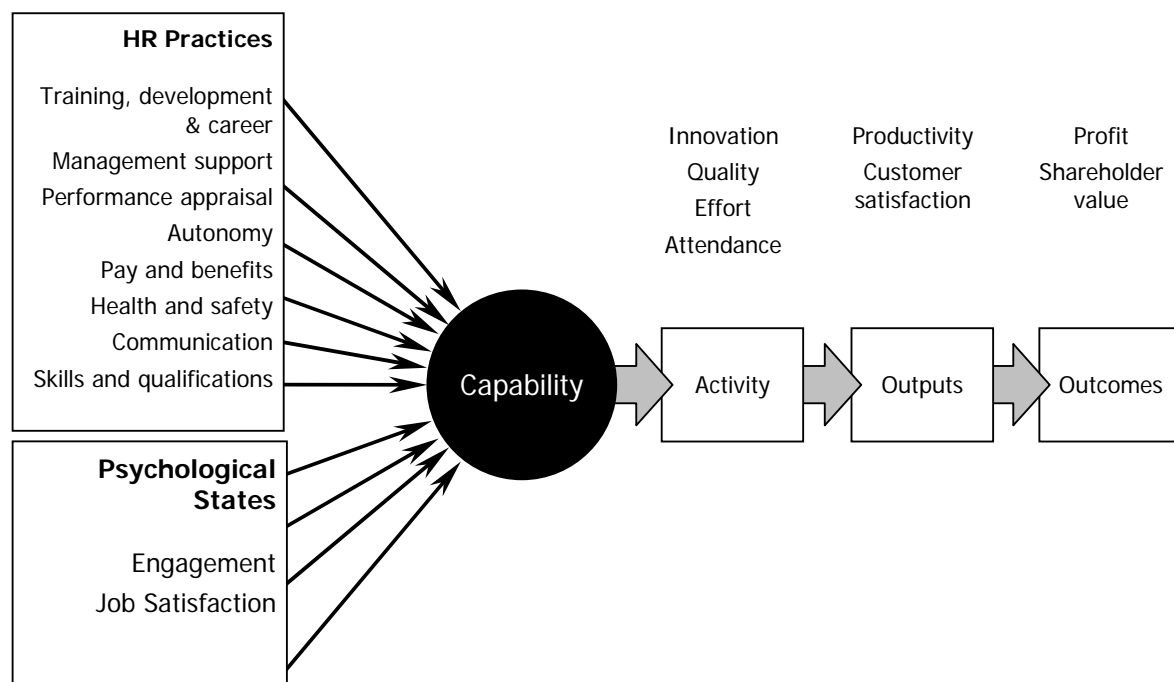 HR Practices
Training, development
& career
Management support
Performance appraisal
Autonomy
Pay and benefits
Health and safety
Communication
Skills and qualifications
Psychological
States
Engagement
Job Satisfaction
Capability
Innovation
Quality
Effort
Attendance
Activity
Productivity
Customer
satisfaction
Outputs
Profit
Shareholder
value
Outcomes